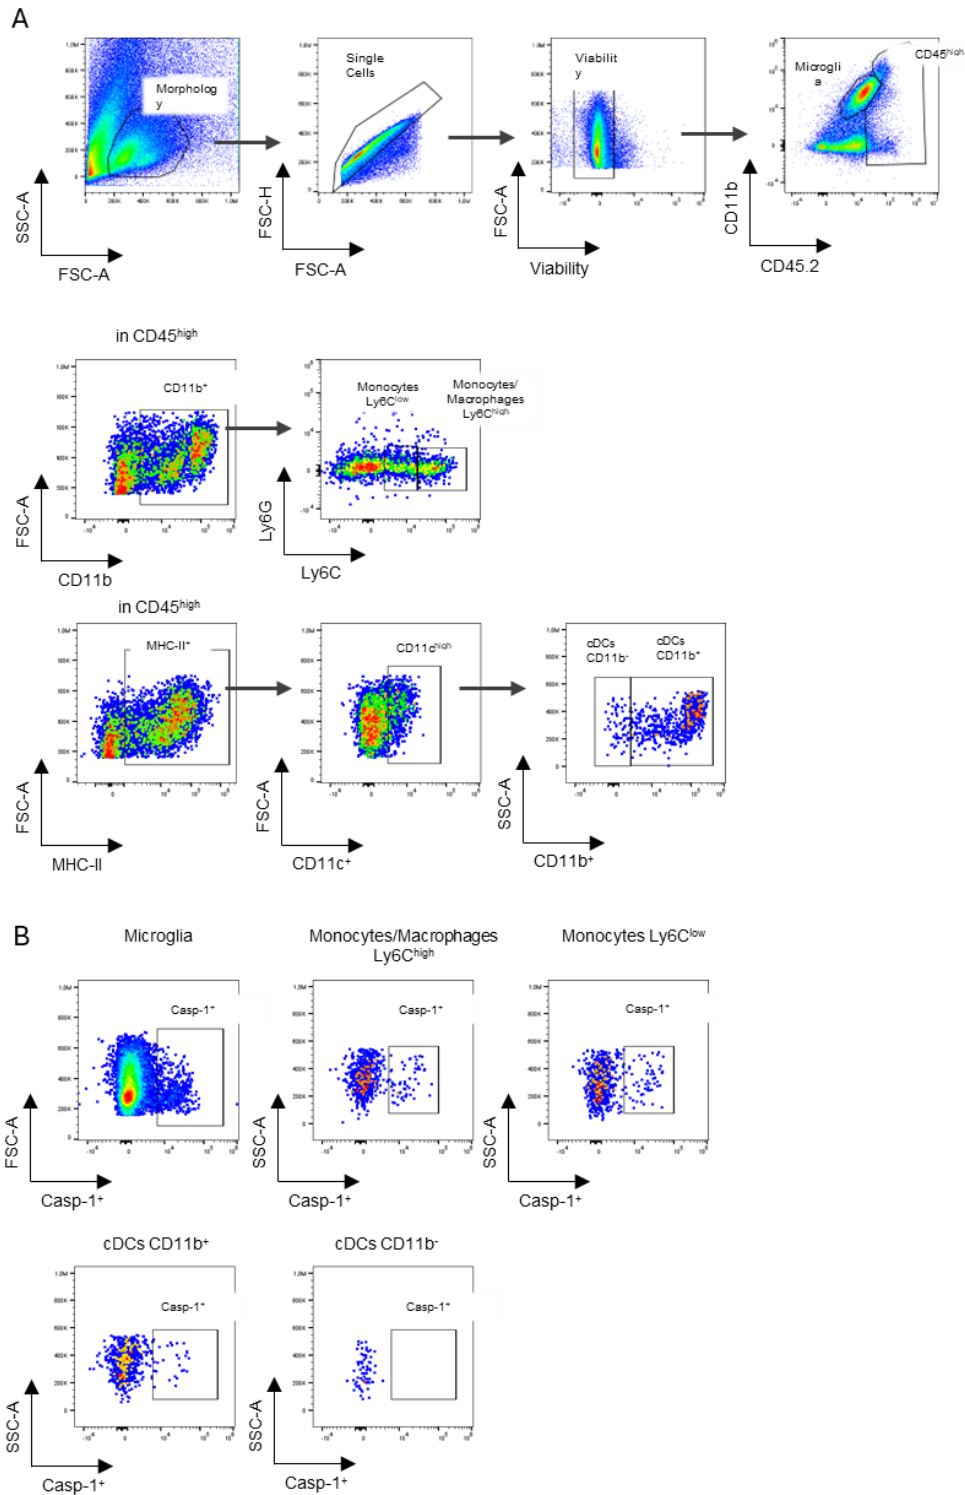 A
Morpholog
y
Single
Cells
Viabilit
y
Microgli
a
CD45high
SSC-A
FSC-A
FSC-H
FSC-A
FSC-A
Viability
CD11b
CD45.2
in CD45high
CD11b+
Monocytes
Ly6Clow
Monocytes/
Macrophages
Ly6Chigh
FSC-A
CD11b
Ly6G
Ly6C
in CD45high
MHC-II+
CD11chigh
cDCs
CD11b-
cDCs
CD11b+
FSC-A
MHC-II
FSC-A
CD11c+
SSC-A
CD11b+
B
Microglia
Monocytes/Macrophages
Ly6Chigh
Monocytes Ly6Clow
Casp-1+
Casp-1+
Casp-1+
FSC-A
Casp-1+
SSC-A
Casp-1+
SSC-A
Casp-1+
cDCs CD11b+
cDCs CD11b-
Casp-1+
Casp-1+
SSC-A
Casp-1+
SSC-A
Casp-1+